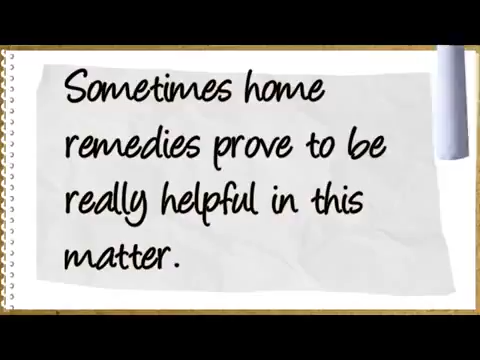 Sometimes home
remedies prove to be
really helpful in this
matter.